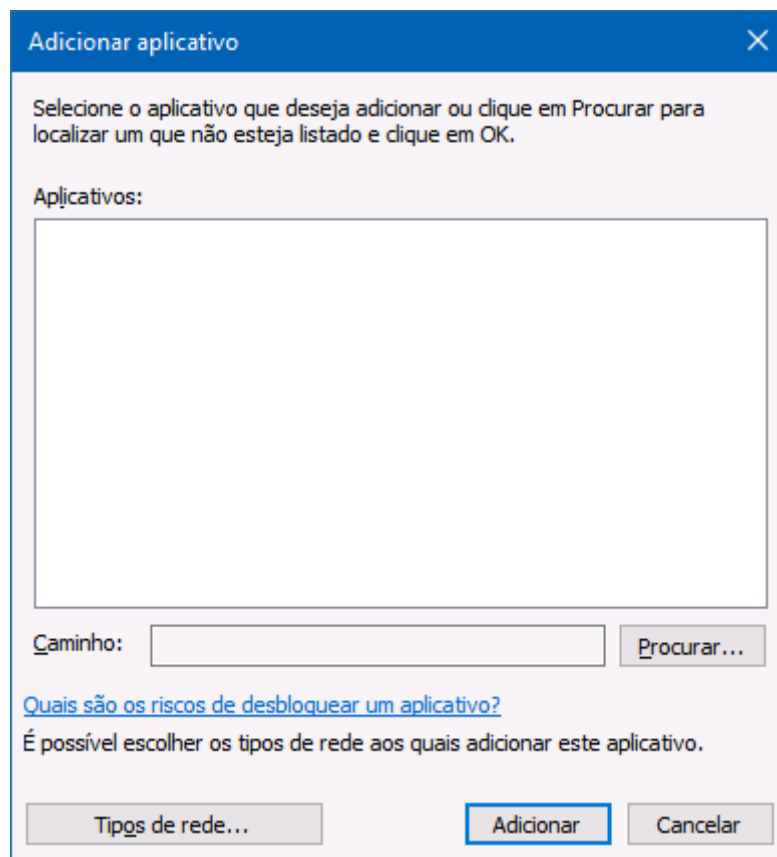 Adicionar aplicativo
Selecione o aplicativo que deseja adicionar ou clique em Procurar para
localizar um que não esteja listado e clique em OK.
Aplicativos:
Caminho:
Procurar...
Quais são os riscos de desbloquear um aplicativo?
É possível escolher os tipos de rede aos quais adicionar este aplicativo.
Tipos de rede...
Adicionar
Cancelar